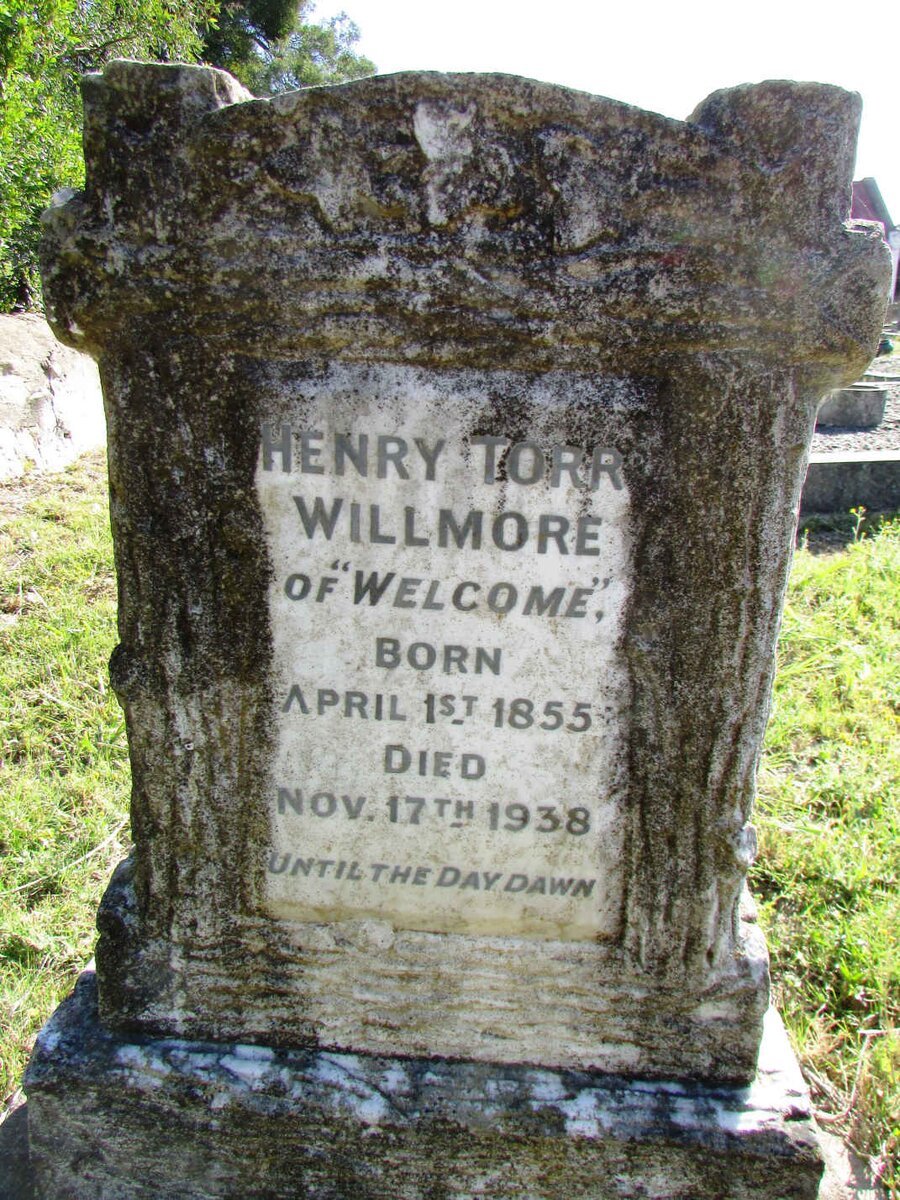 HENRY TORR
WILLMORE
OF "WELCOME",
BORN
APRIL 1ST 1855
DIED
NOV. 17TH 1938
UNTIL THE DAY DAWN